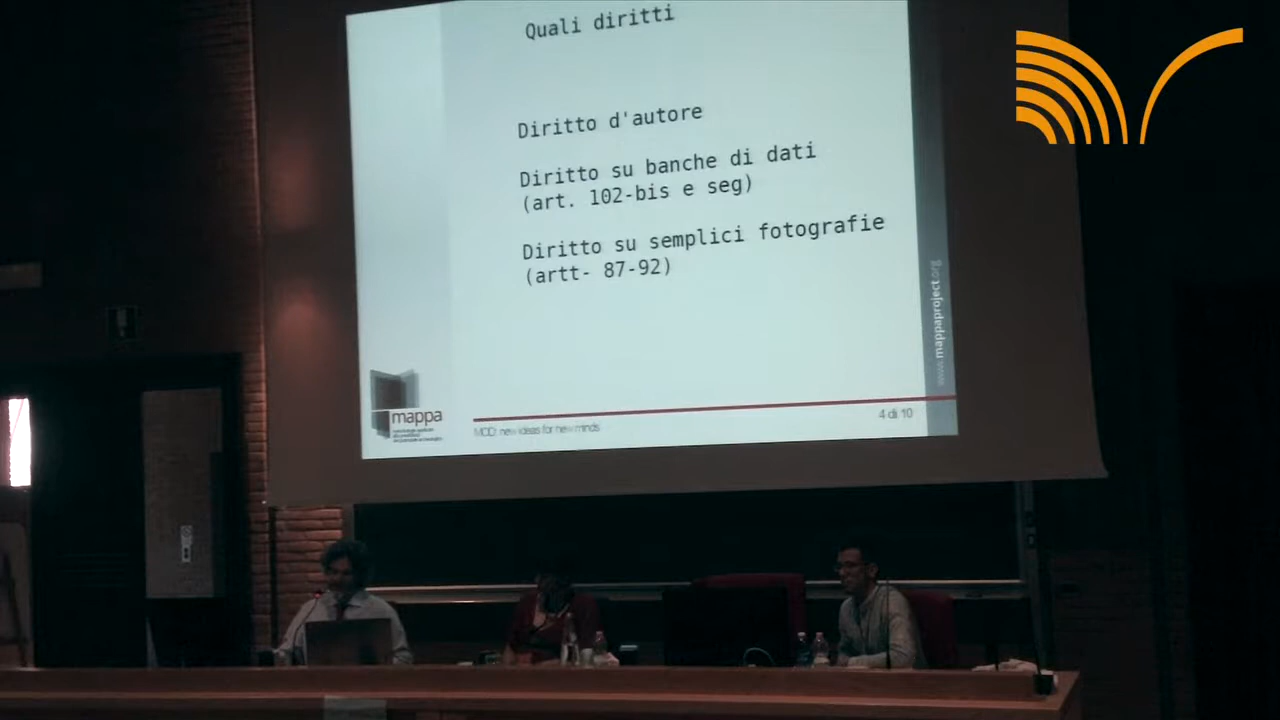 Quali diritti
Diritto d'autore
Diritto su banche di dati
(art. 102-bis e seg)
Diritto su semplici fotografie
(artt- 87-92)
www.mappaproject.org
mappa
MOD: new ideas for new minds
4 di 10